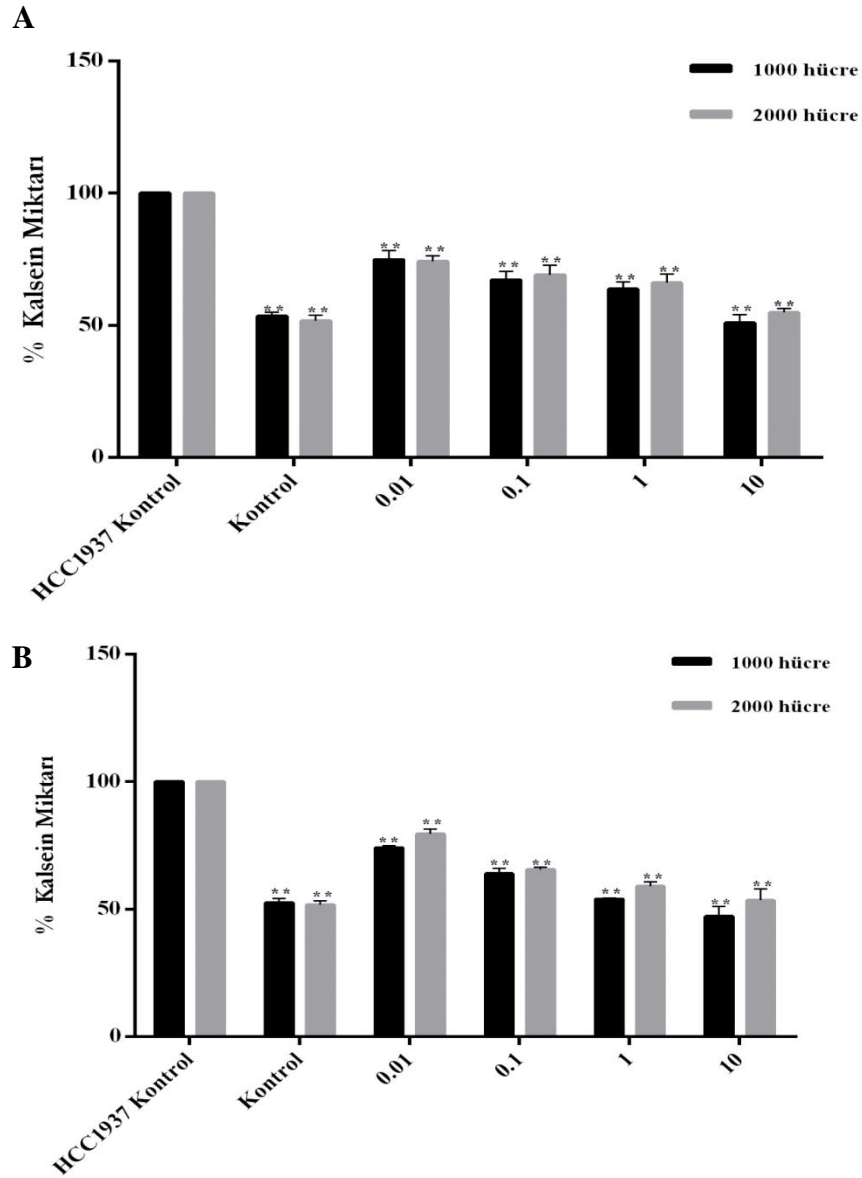 A
150
100
50
0
% Kalsein Miktarı
1000 hücre
2000 hücre
** ** ** ** ** ** ** ** ** **
HCC1937 Kontrol
Kontrol
0.01
0.1
1
10
B
150
100
50
0
% Kalsein Miktarı
1000 hücre
2000 hücre
** ** ** ** ** ** ** ** ** **
HCC1937 Kontrol
Kontrol
0.01
0.1
1
10